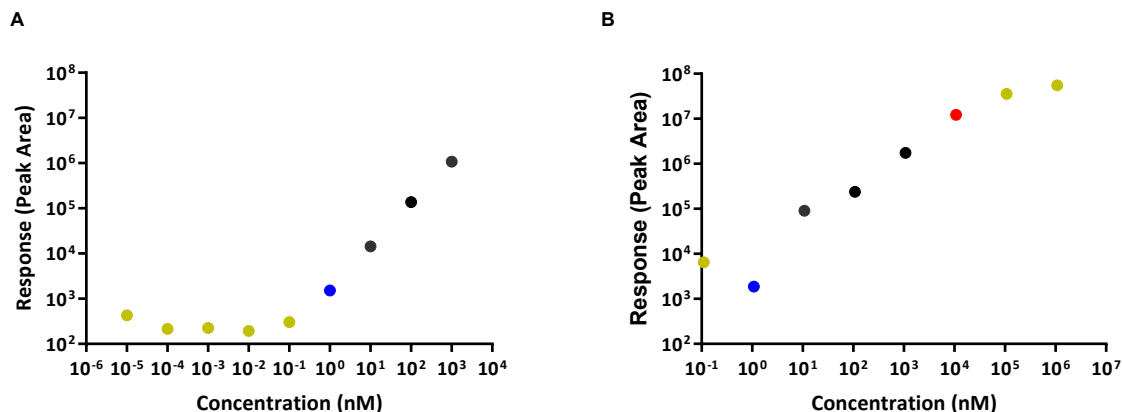 A
10⁸
10⁷
10⁶
10⁵
10⁴
10³
10²
Response (Peak Area)
10⁻⁶ 10⁻⁵ 10⁻⁴ 10⁻³ 10⁻² 10⁻¹ 10⁰ 10¹ 10² 10³ 10⁴
Concentration (nM)
B
10⁸
10⁷
10⁶
10⁵
10⁴
10³
10²
Response (Peak Area)
10⁻¹ 10⁰ 10¹ 10² 10³ 10⁴ 10⁵ 10⁶ 10⁷
Concentration (nM)